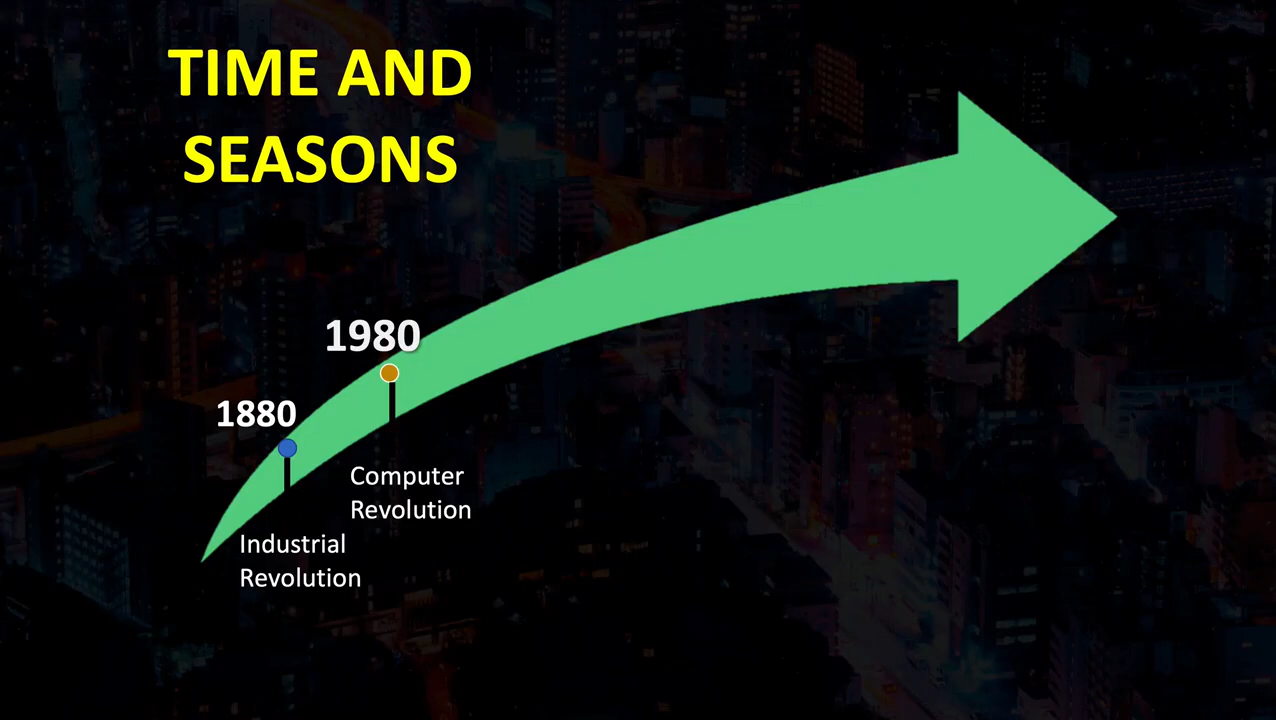 TIME AND
SEASONS
1980
1880
Computer
Revolution
Industrial
Revolution